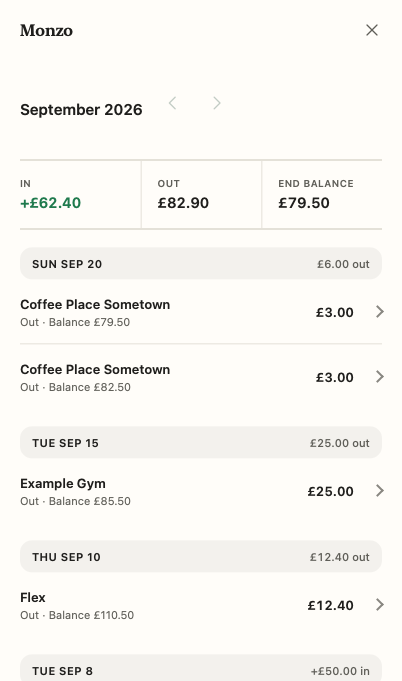 Monzo
September 2026
IN OUT END BALANCE
+£62.40 £82.90 £79.50
SUN SEP 20 £6.00 out
Coffee Place Sometown £3.00
Out · Balance £79.50
Coffee Place Sometown £3.00
Out · Balance £82.50
TUE SEP 15 £25.00 out
Example Gym £25.00
Out · Balance £85.50
THU SEP 10 £12.40 out
Flex £12.40
Out · Balance £110.50
TUE SEP 8 +£50.00 in